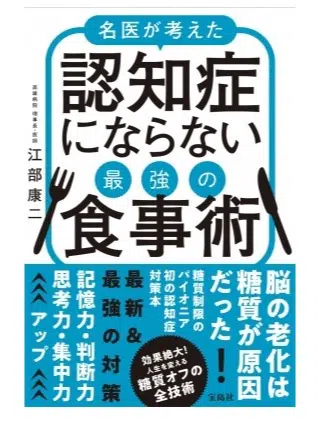 名医が考えた
認知症
にならない
最強の
食事術
高雄病院 理事長・医師
江部康二
脳の老化は
糖質が原因
だった！
糖質制限の
パイオニア
初の認知症
対策本
最新&
最強の対策
記憶力・判断力
思考力・集中力
アップ
効果絶大！
人生を変える
糖質オフの
全技術
宝島社